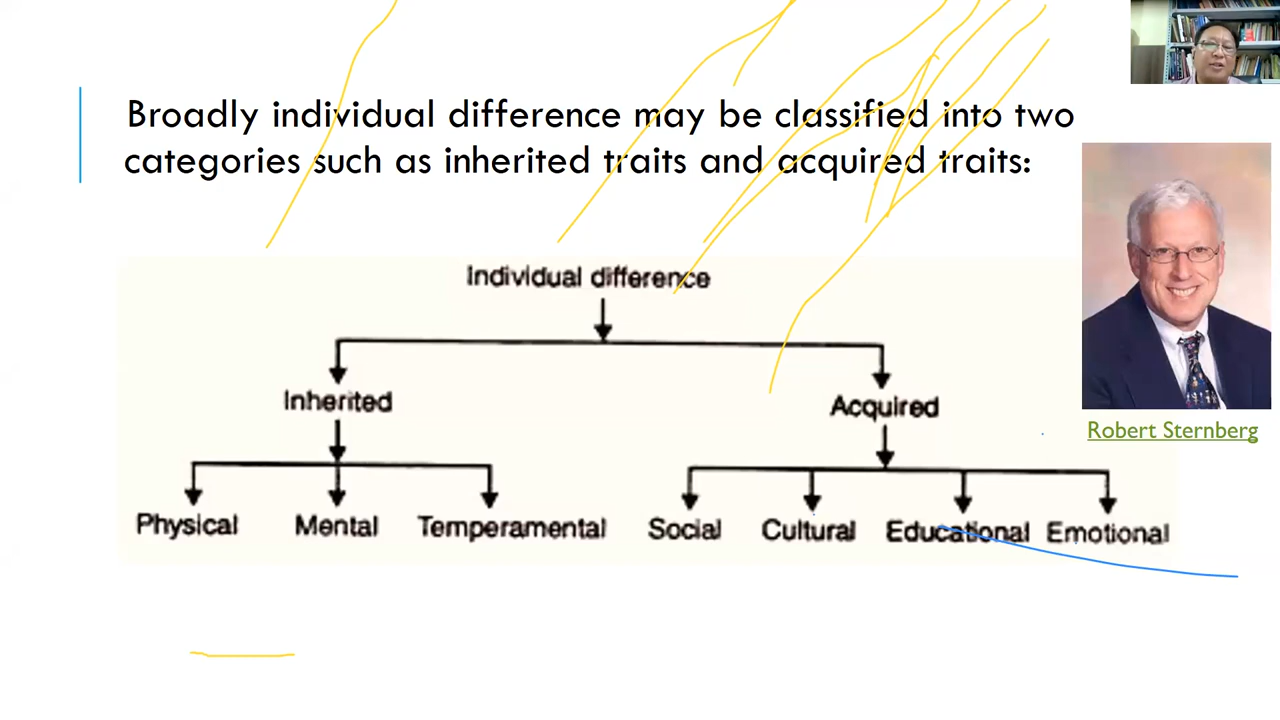 Broadly individual difference may be classified into two
categories such as inherited traits and acquired traits:
Individual difference
Inherited Acquired
Physical Mental Temperamental Social Cultural Educational Emotional
Robert Sternberg